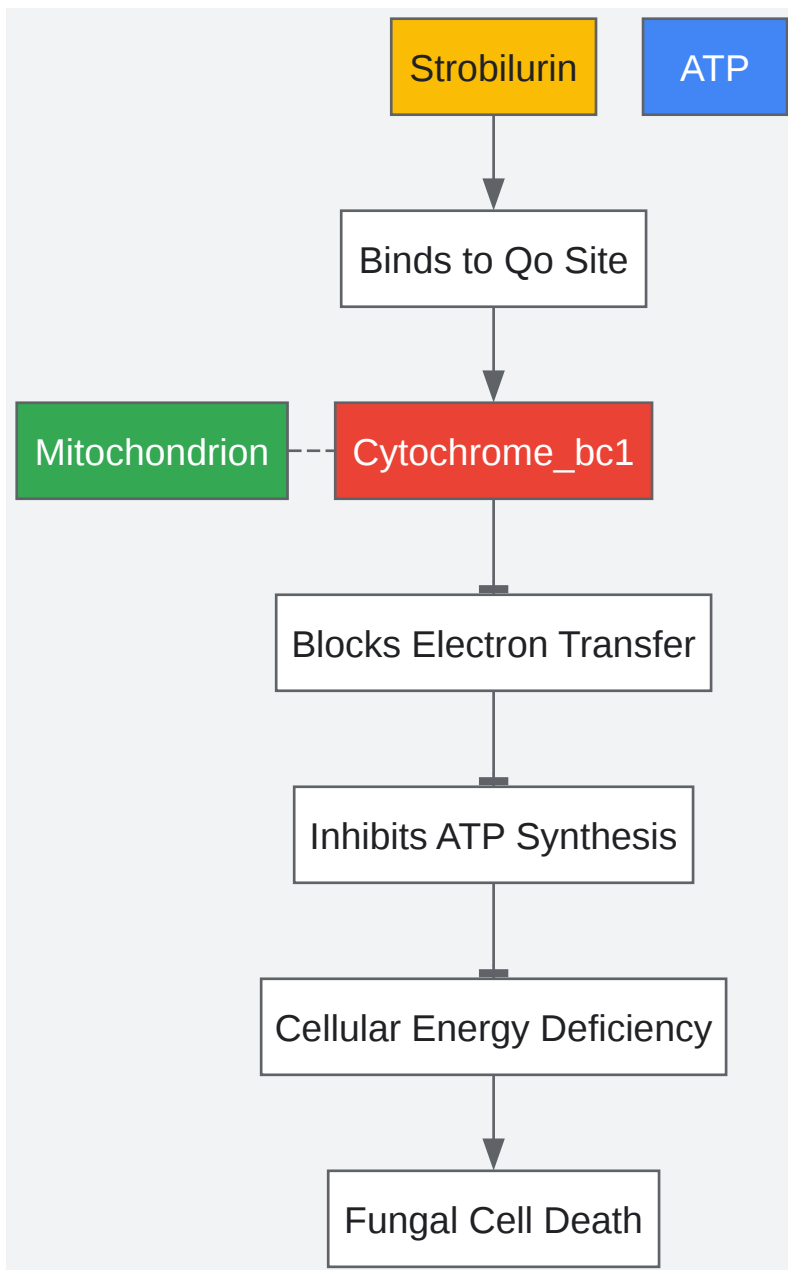 Strobilurin
ATP
Binds to Qo Site
Mitochondrion
Cytochrome_bc1
Blocks Electron Transfer
Inhibits ATP Synthesis
Cellular Energy Deficiency
Fungal Cell Death